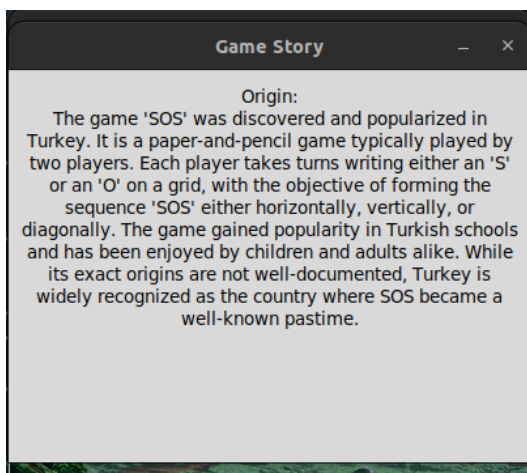 Game Story
Origin:
The game 'SOS' was discovered and popularized in
Turkey. It is a paper-and-pencil game typically played by
two players. Each player takes turns writing either an 'S'
or an 'O' on a grid, with the objective of forming the
sequence 'SOS' either horizontally, vertically, or
diagonally. The game gained popularity in Turkish schools
and has been enjoyed by children and adults alike. While
its exact origins are not well-documented, Turkey is
widely recognized as the country where SOS became a
well-known pastime.